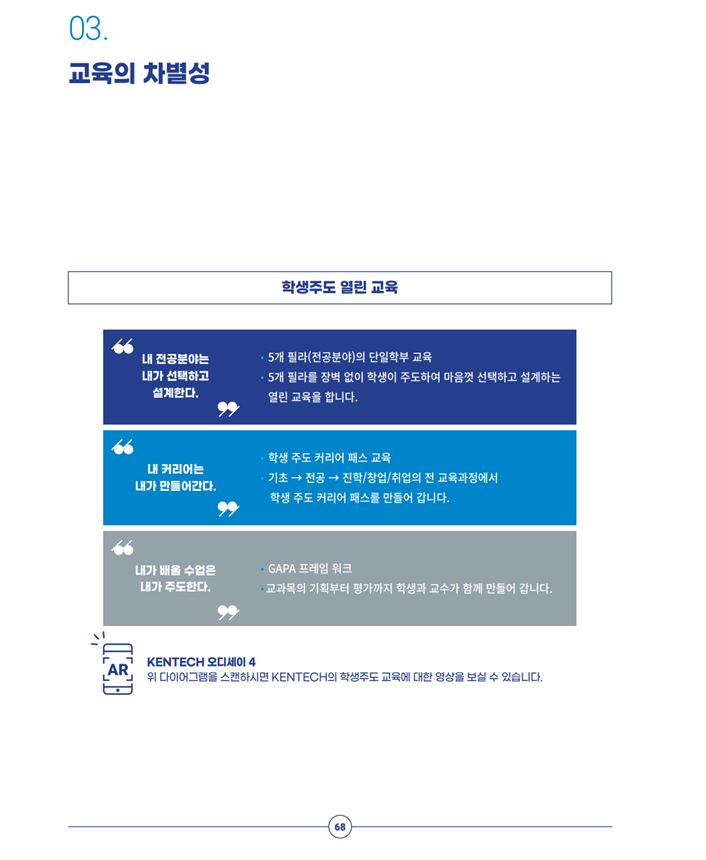 03.
교육의 차별성
학생주도 열린 교육
내 전공분야는
내가 선택하고
설계한다.
· 5개 필라(전공분야)의 단일학부 교육
· 5개 필라를 장벽 없이 학생이 주도하여 마음껏 선택하고 설계하는
열린 교육을 합니다.
내 커리어는
내가 만들어간다.
· 학생 주도 커리어 패스 교육
· 기초 → 전공 → 진학/창업/취업의 전 교육과정에서
학생 주도 커리어 패스를 만들어 갑니다.
내가 배울 수업은
내가 주도한다.
· GAPA 프레임 워크
· 교과목의 기획부터 평가까지 학생과 교수가 함께 만들어 갑니다.
AR
KENTECH 오디세이 4
위 다이어그램을 스캔하시면 KENTECH의 학생주도 교육에 대한 영상을 보실 수 있습니다.
68